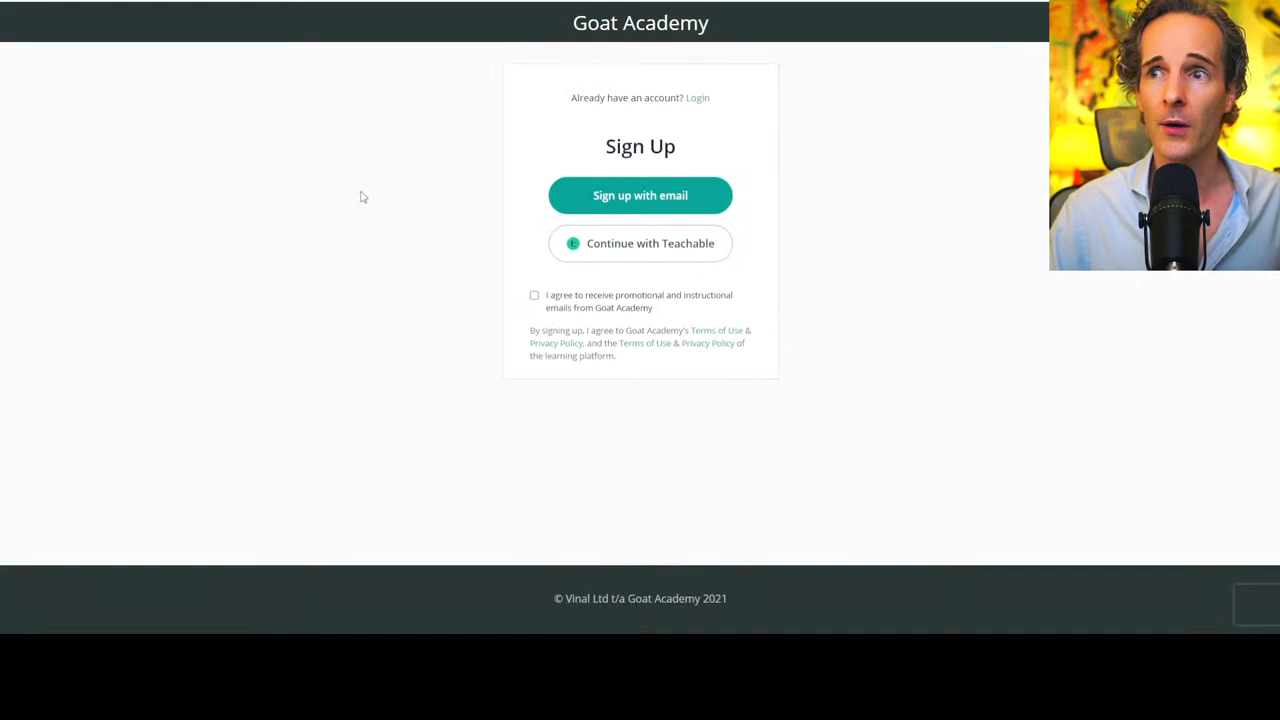 Goat Academy
Already have an account? Login
Sign Up
Sign up with email
t:
Continue with Teachable
I agree to receive promotional and instructional
emails from Goat Academy
By signing up, I agree to Goat Academy's Terms of Use &
Privacy Policy, and the Terms of Use & Privacy Policy of
the learning platform.
© Vinal Ltd t/a Goat Academy 2021